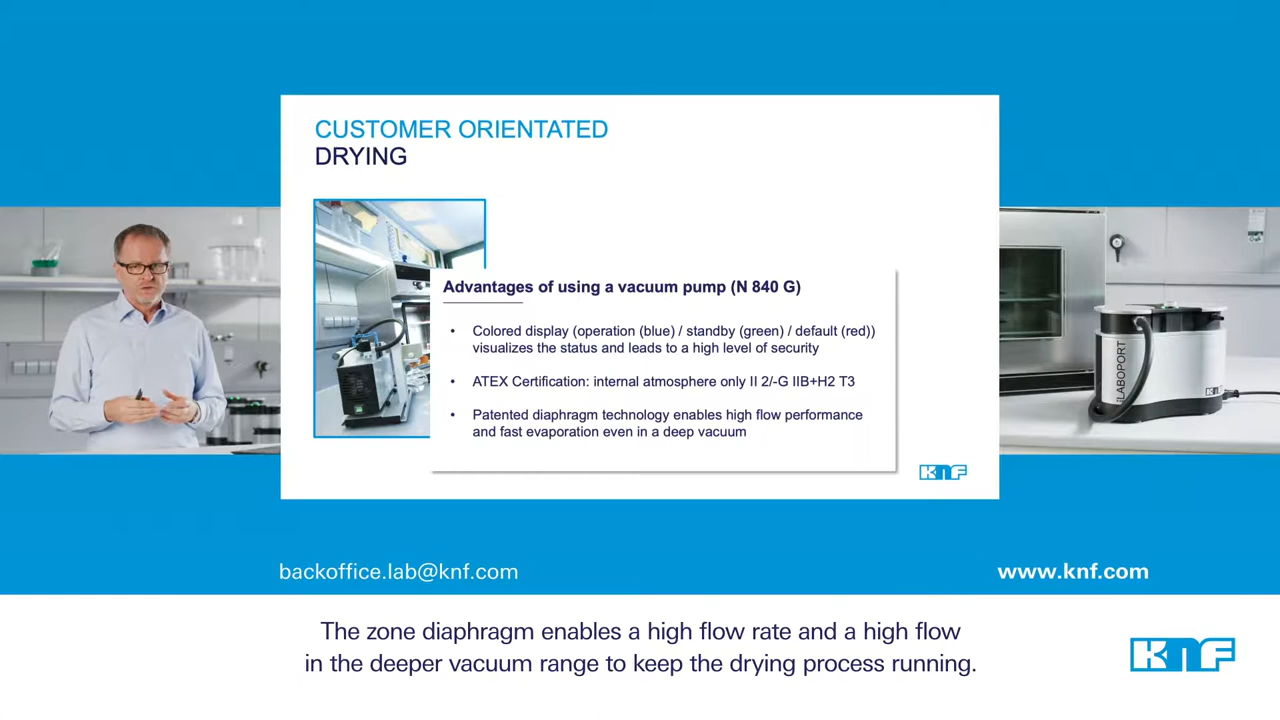 CUSTOMER ORIENTATED
DRYING
Advantages of using a vacuum pump (N 840 G)
• Colored display (operation (blue) / standby (green) / default (red))
visualizes the status and leads to a high level of security
• ATEX Certification: internal atmosphere only II 2/-G IIB+H2 T3
• Patented diaphragm technology enables high flow performance
and fast evaporation even in a deep vacuum
KNF
LABOPORT
KNF
backoffice.lab@knf.com
www.knf.com
The zone diaphragm enables a high flow rate and a high flow
in the deeper vacuum range to keep the drying process running.
KNF